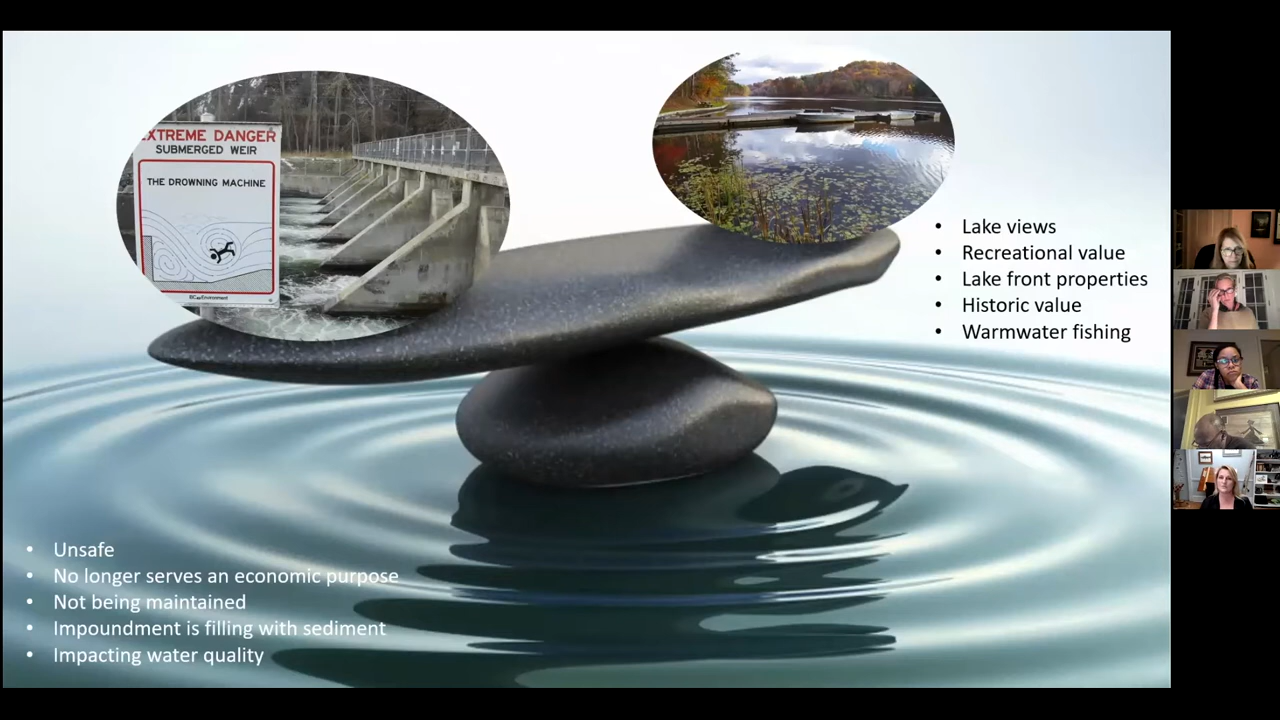 EXTREME DANGER
SUBMERGED WEIR
THE DROWNING MACHINE
• Lake views
• Recreational value
• Lake front properties
• Historic value
• Warmwater fishing
• Unsafe
• No longer serves an economic purpose
• Not being maintained
• Impoundment is filling with sediment
• Impacting water quality